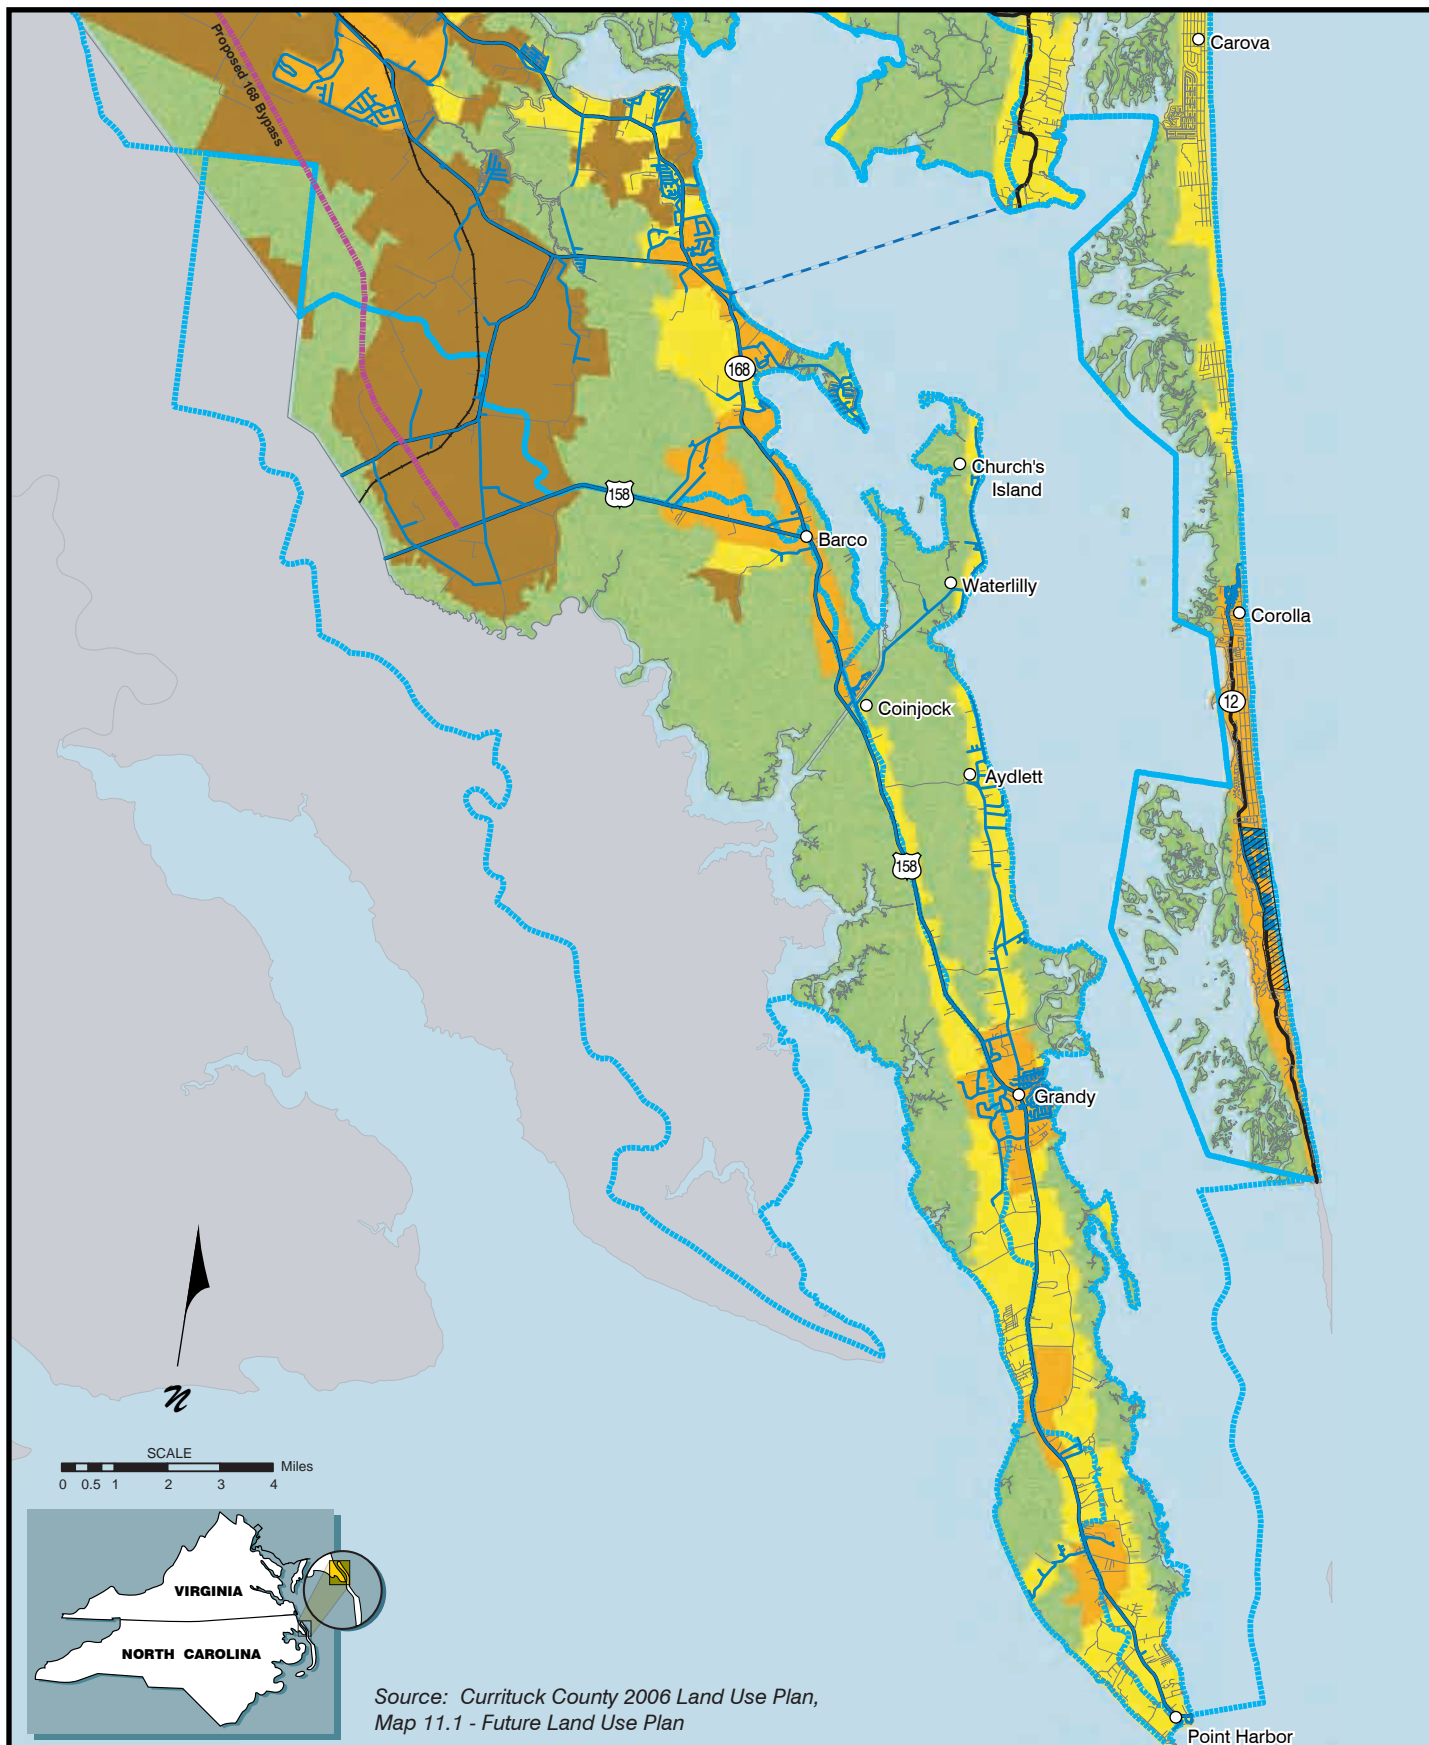 Carova
Proposed 168 Bypass
168
Church's
Island
158
Barco
Waterlilly
Corolla
12
Coinjock
Aydlett
158
Grandy
N
SCALE
Miles
0 0.5 1 2 3 4
VIRGINIA
NORTH CAROLINA
Source: Currituck County 2006 Land Use Plan,
Map 11.1 - Future Land Use Plan
Point Harbor